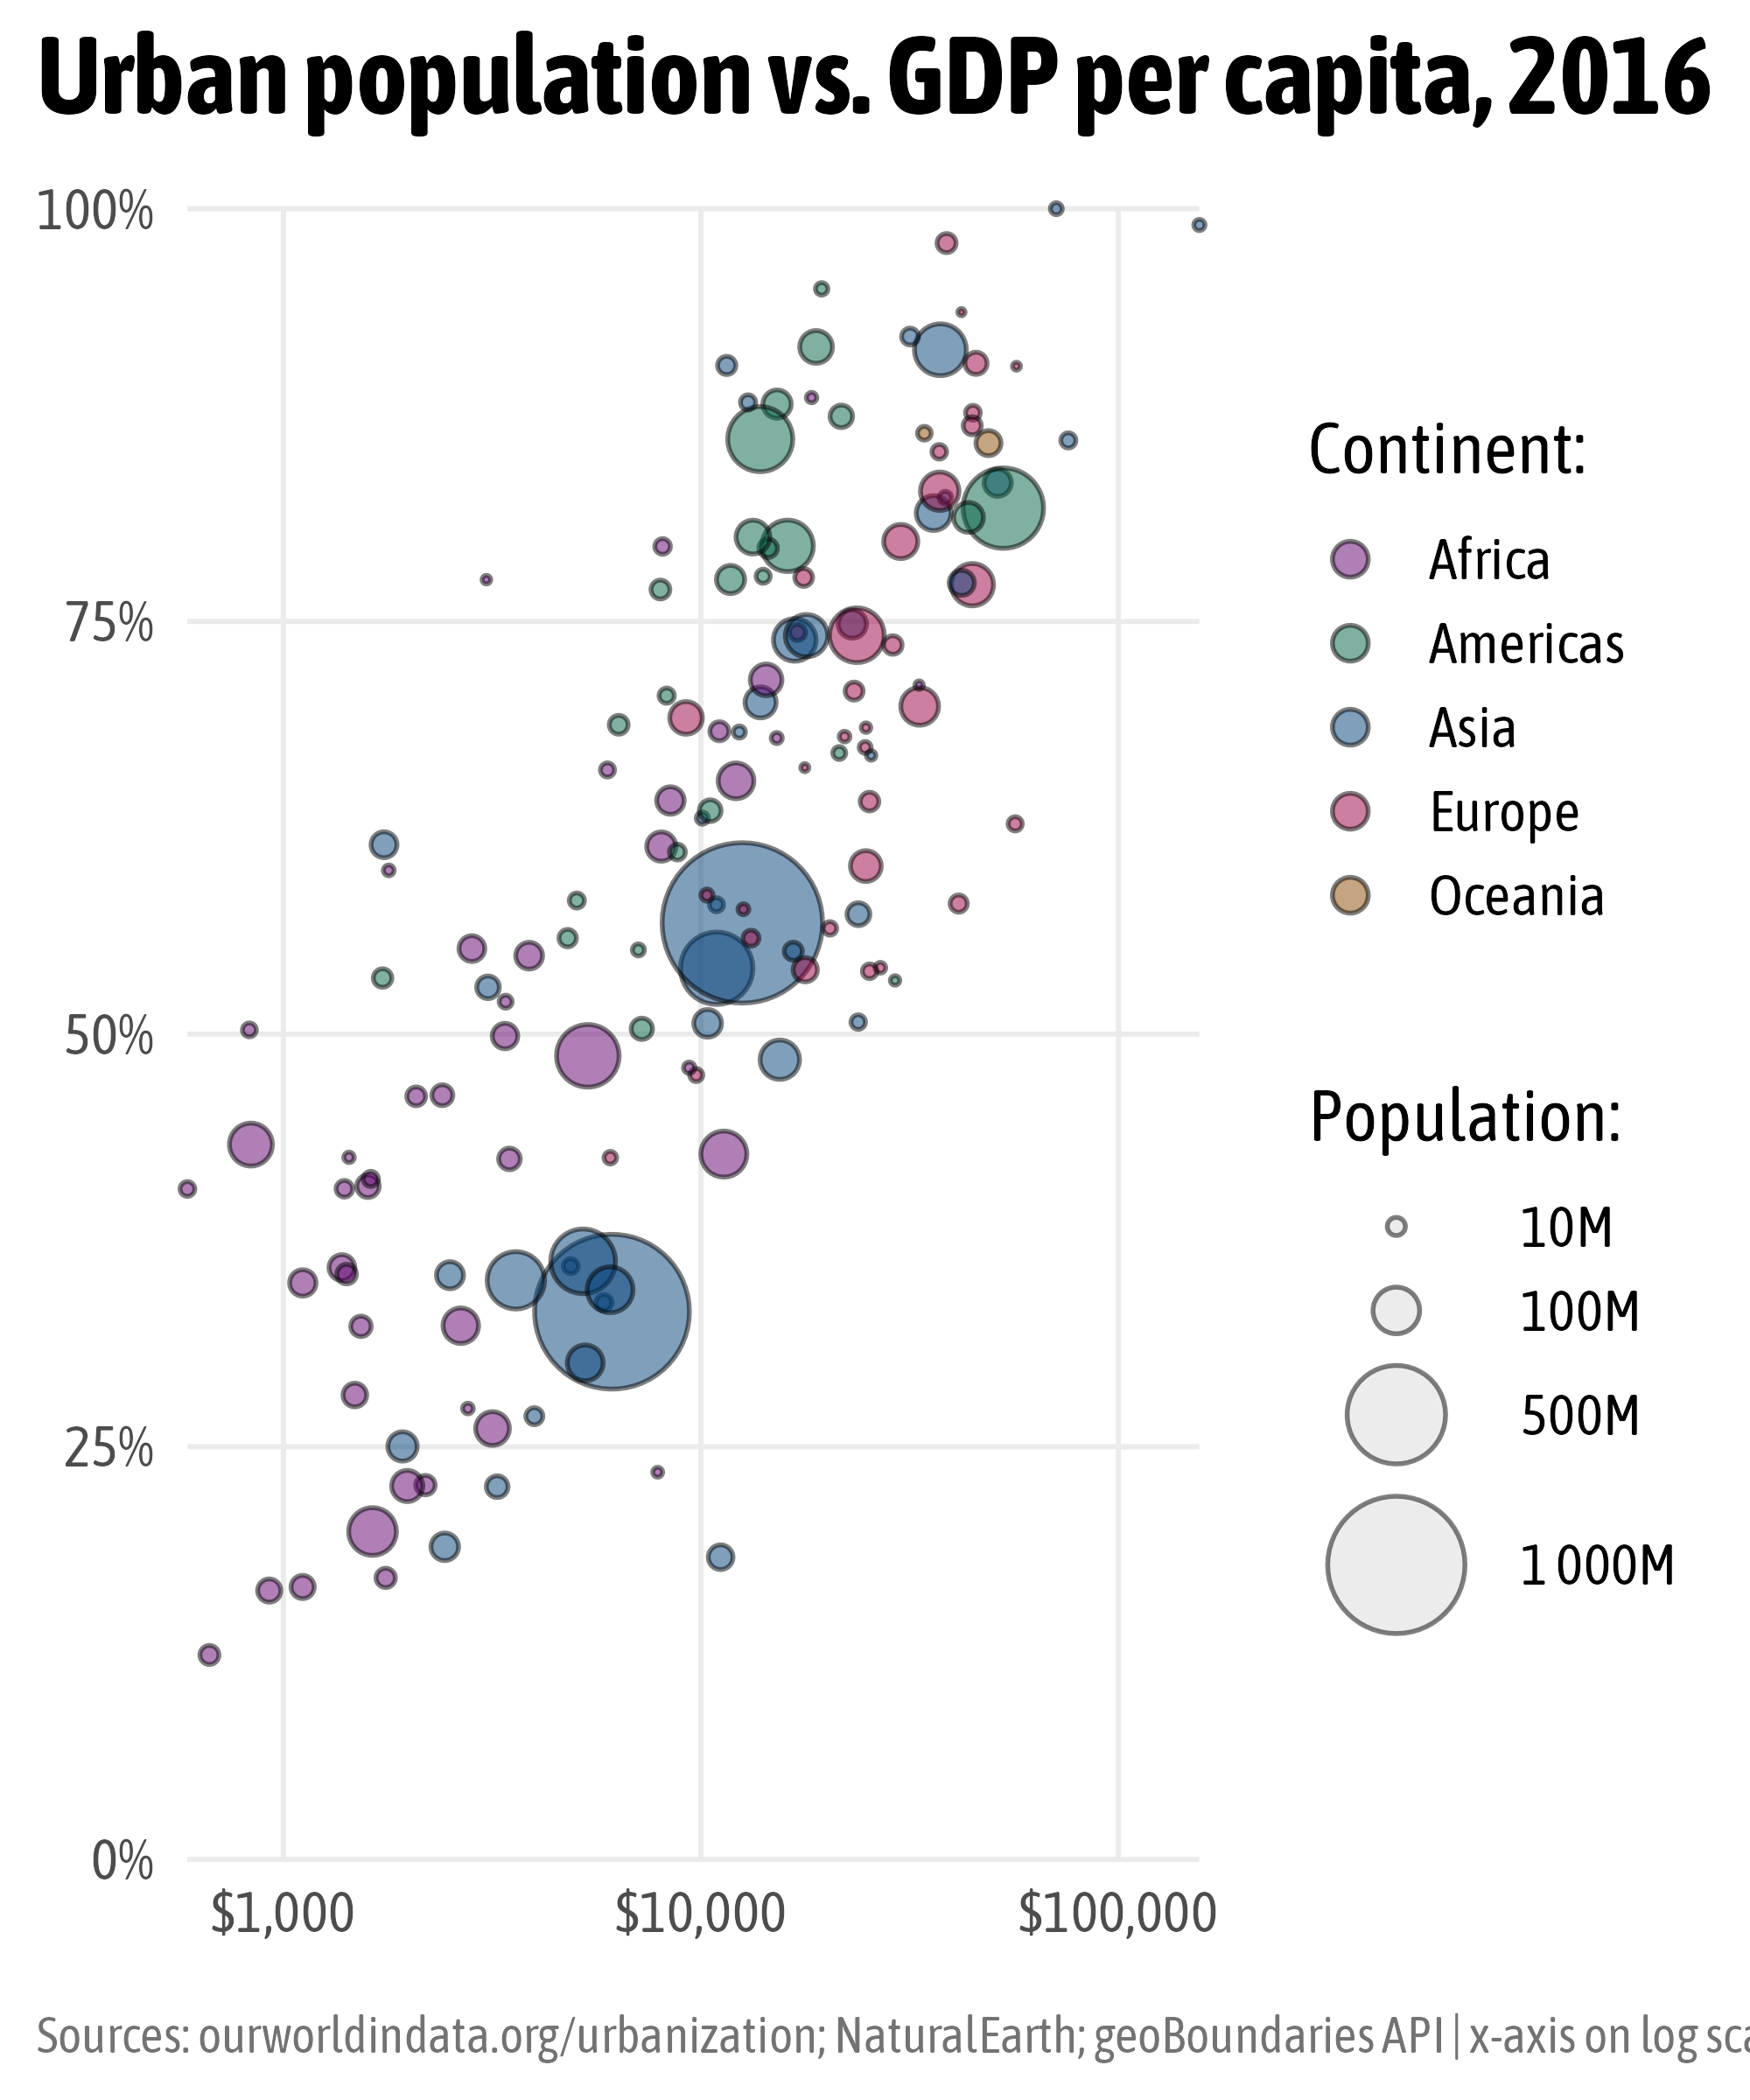 Urban population vs. GDP per capita, 2016
100%
75%
50%
25%
0%
$1,000 $10,000 $100,000
Continent:
Africa
Americas
Asia
Europe
Oceania
Population:
10M
100M
500M
1 000M
Sources: ourworldindata.org/urbanization; NaturalEarth; geoBoundaries API | x-axis on log